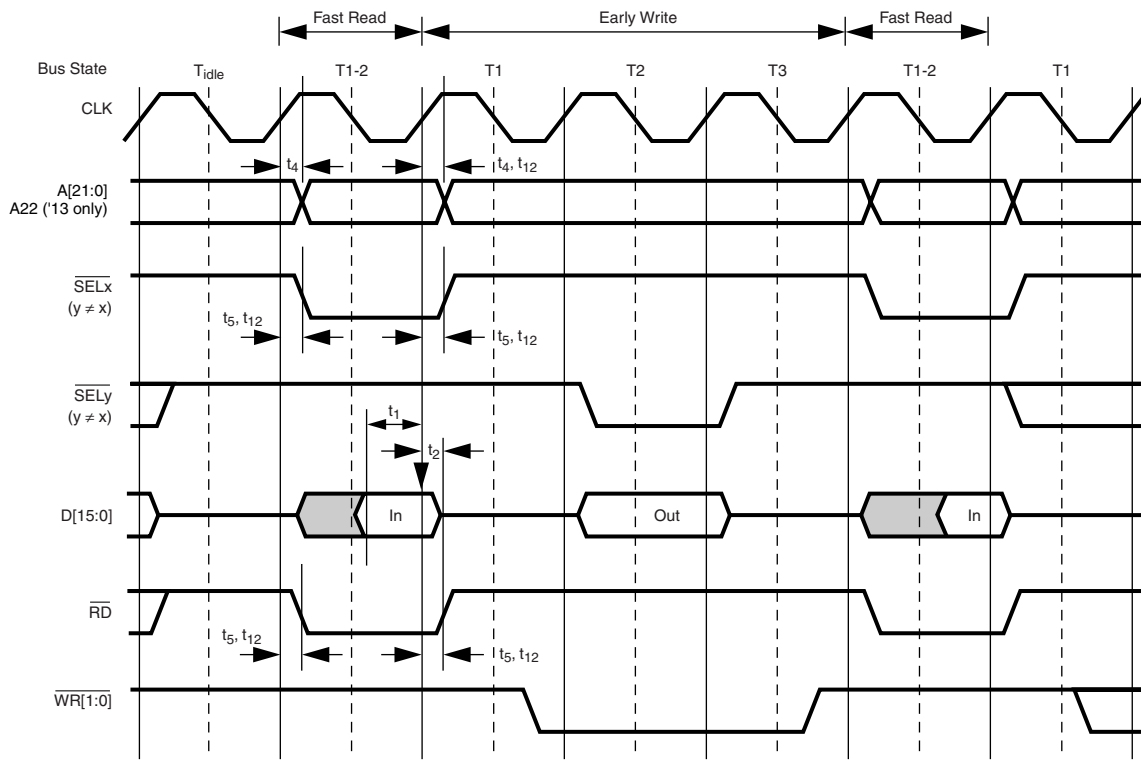 Fast Read Early Write Fast Read
Bus State Tidle T1-2 T1 T2 T3 T1-2 T1
CLK
t4 t4, t12
A[21:0]
A22 ('13 only)
SELx
(y ≠ x)
t5, t12 t5, t12
SELy
(y ≠ x)
t1
t2
D[15:0] In Out In
RD
t5, t12 t5, t12
WR[1:0]